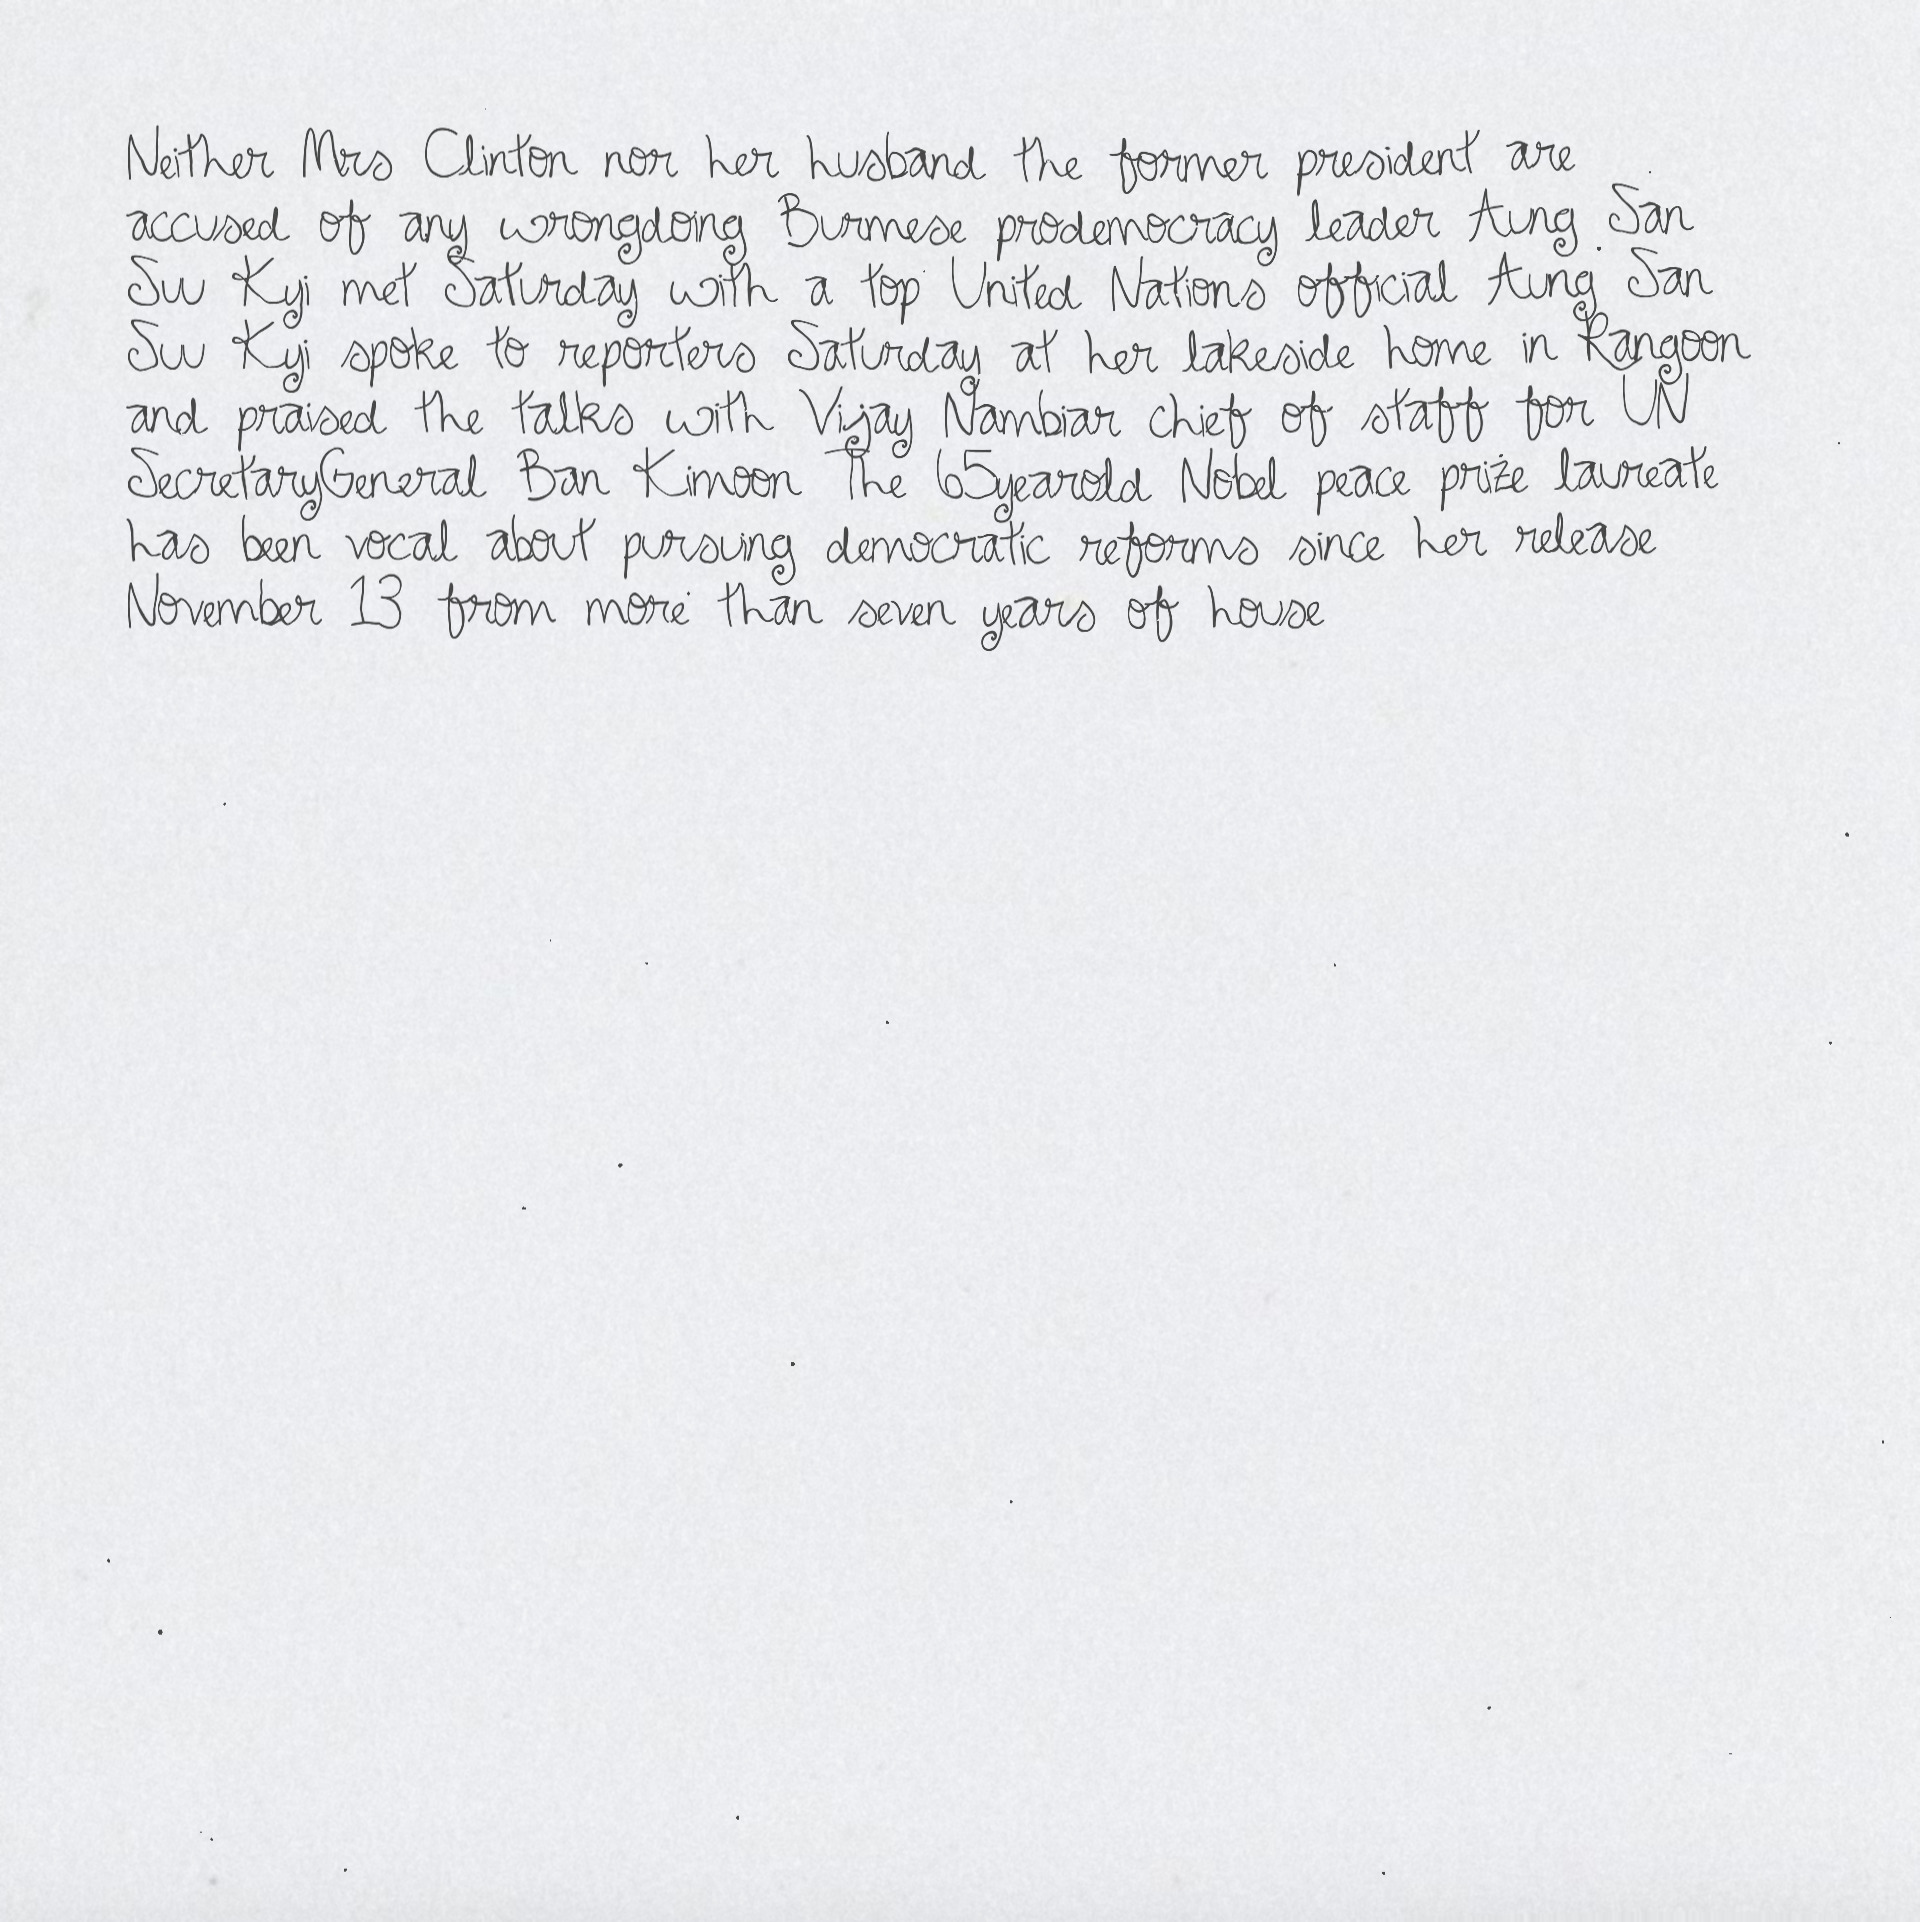 Neither Mrs Clinton nor her husband the former president are
accused of any wrongdoing Burmese prodemocracy leader Aung San
Suu Kyi met Saturday with a top United Nations official Aung San
Suu Kyi spoke to reporters Saturday at her lakeside home in Rangoon
and praised the talks with Vijay Nambiar chief of staff for UN
SecretaryGeneral Ban Kimoon The 65yearold Nobel peace prize laureate
has been vocal about pursuing democratic reforms since her release
November 13 from more than seven years of house